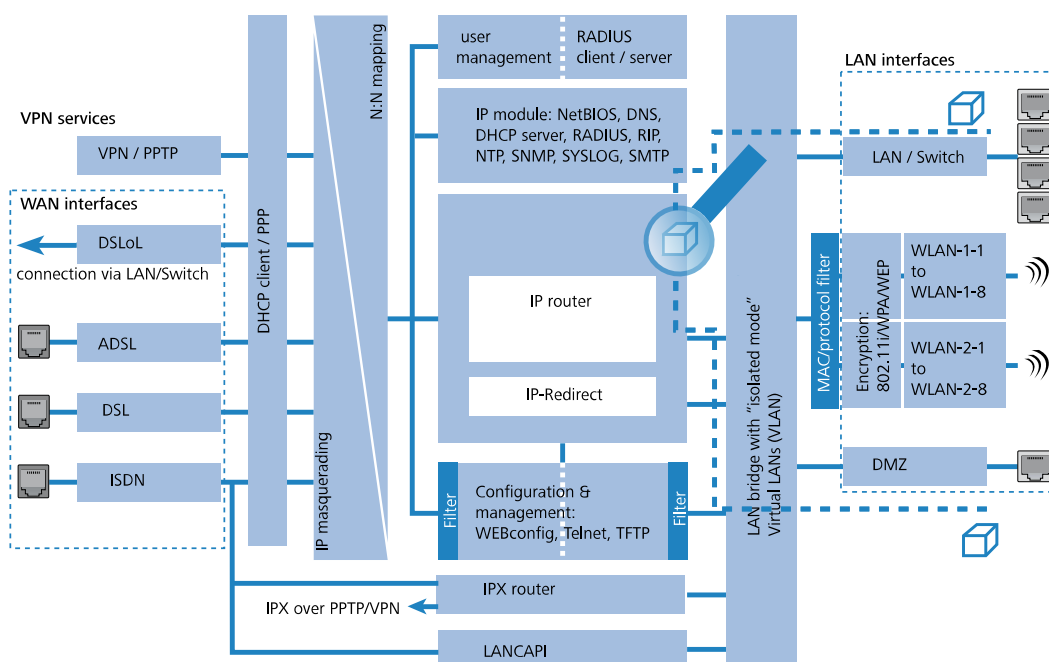 VPN services
VPN / PPTP
WAN interfaces
DSLoL
connection via LAN/Switch
ADSL
DSL
ISDN
DHCP client / PPP
IP masquerading
N:N mapping
user
management
RADIUS
client / server
IP module: NetBIOS, DNS,
DHCP server, RADIUS, RIP,
NTP, SNMP, SYSLOG, SMTP
IP router
IP-Redirect
Filter
Configuration &
management:
WEBconfig, Telnet, TFTP
Filter
IPX router
IPX over PPTP/VPN
LANCAPI
LAN bridge with “isolated mode”
Virtual LANs (VLAN)
LAN interfaces
LAN / Switch
MAC/protocol filter
Encryption:
802.11i/WPA/WEP
WLAN-1-1
to
WLAN-1-8
WLAN-2-1
to
WLAN-2-8
DMZ